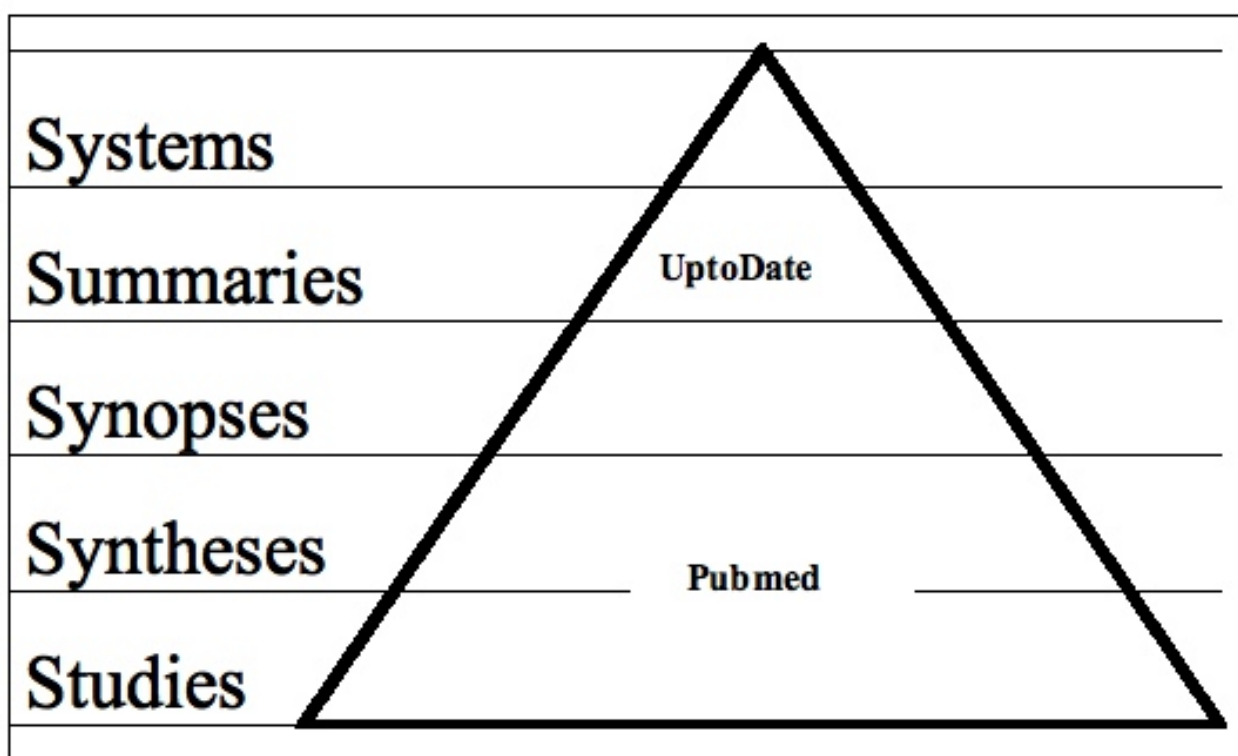 Systems
Summaries
UptoDate
Synopses
Syntheses
Pubmed
Studies